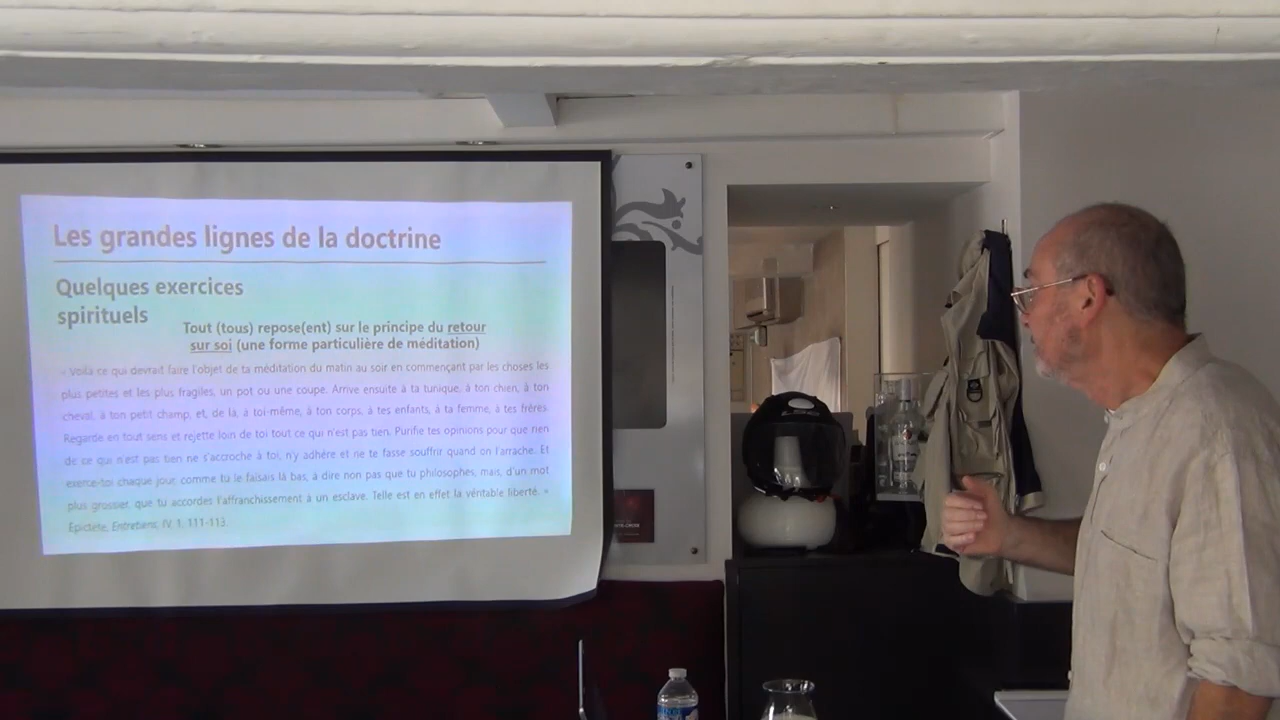 Les grandes lignes de la doctrine
Quelques exercices
spirituels
Tout (tous) repose(ent) sur le principe du retour
sur soi (une forme particulière de méditation)
« Voilà ce qui devrait faire l'objet de ta méditation du matin au soir en commençant par les choses les
plus petites et les plus fragiles, un pot ou une coupe. Arrive ensuite à ta tunique, à ton chien, à ton
cheval, à ton petit champ, et, de là, à toi-même, à ton corps, à tes enfants, à ta femme, à tes frères.
Regarde en tout sens et rejette loin de toi tout ce qui n'est pas tien. Purifie tes opinions pour que rien
de ce qui n'est pas tien ne s'accroche à toi, n'y adhère et ne te fasse souffrir quand on l'arrache. Et
exerce-toi chaque jour, comme tu le faisais là bas, à dire non pas que tu philosophes, mais, d'un mot
plus grossier, que tu accordes l'affranchissement à un esclave. Telle est en effet la véritable liberté. »
Epictète, Entretiens, IV, 1, 111-113.
LS2